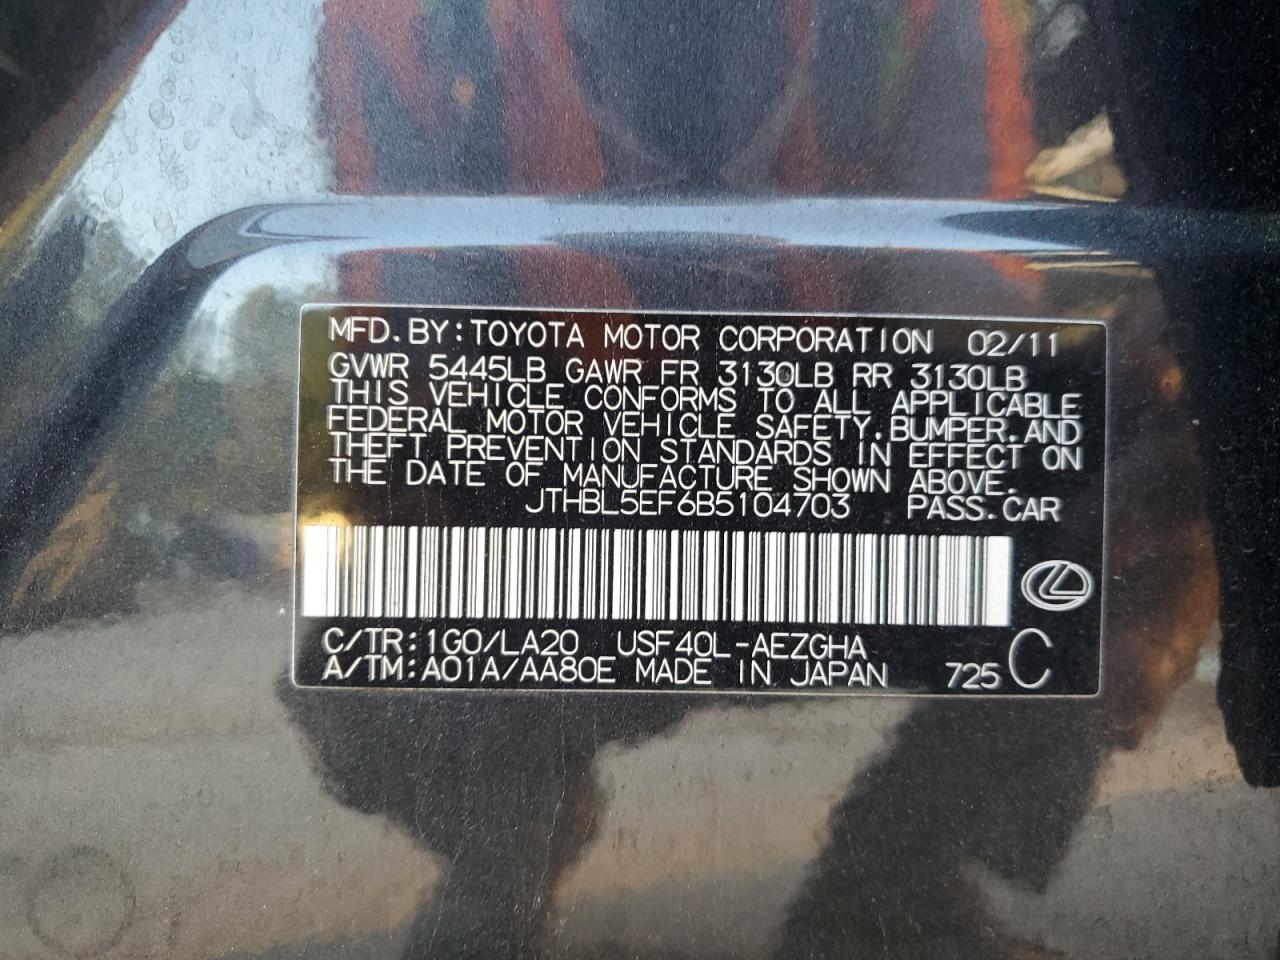 MFD. BY: TOYOTA MOTOR CORPORATION 02/11
GVWR 5445LB GAWR FR 3130LB RR 3130LB
THIS VEHICLE CONFORMS TO ALL APPLICABLE
FEDERAL MOTOR VEHICLE SAFETY, BUMPER, AND
THEFT PREVENTION STANDARDS IN EFFECT ON
THE DATE OF MANUFACTURE SHOWN ABOVE.
JTHBL5EF6B5104703 PASS. CAR
C/TR: 1G0/LA20 USF40L-AEZGHA
A/TM: A01A/AA80E MADE IN JAPAN 725 C